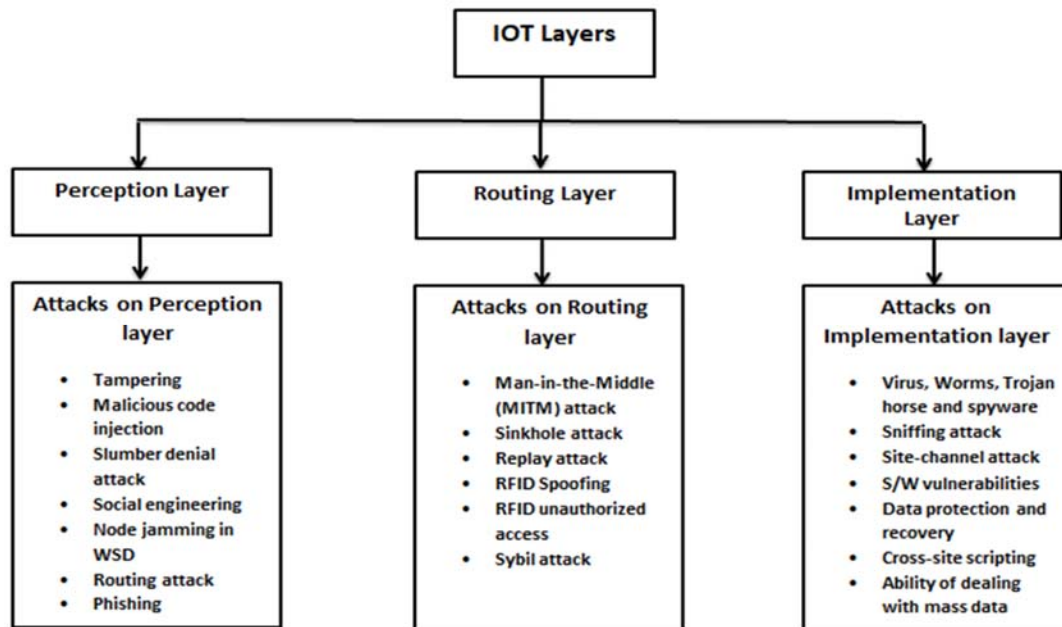 IOT Layers
Perception Layer
Routing Layer
Implementation
Layer
Attacks on Perception
layer
• Tampering
• Malicious code
injection
• Slumber denial
attack
• Social engineering
• Node jamming in
WSD
• Routing attack
• Phishing
Attacks on Routing
layer
• Man-in-the-Middle
(MITM) attack
• Sinkhole attack
• Replay attack
• RFID Spoofing
• RFID unauthorized
access
• Sybil attack
Attacks on
Implementation layer
• Virus, Worms, Trojan
horse and spyware
• Sniffing attack
• Site-channel attack
• S/W vulnerabilities
• Data protection and
recovery
• Cross-site scripting
• Ability of dealing
with mass data